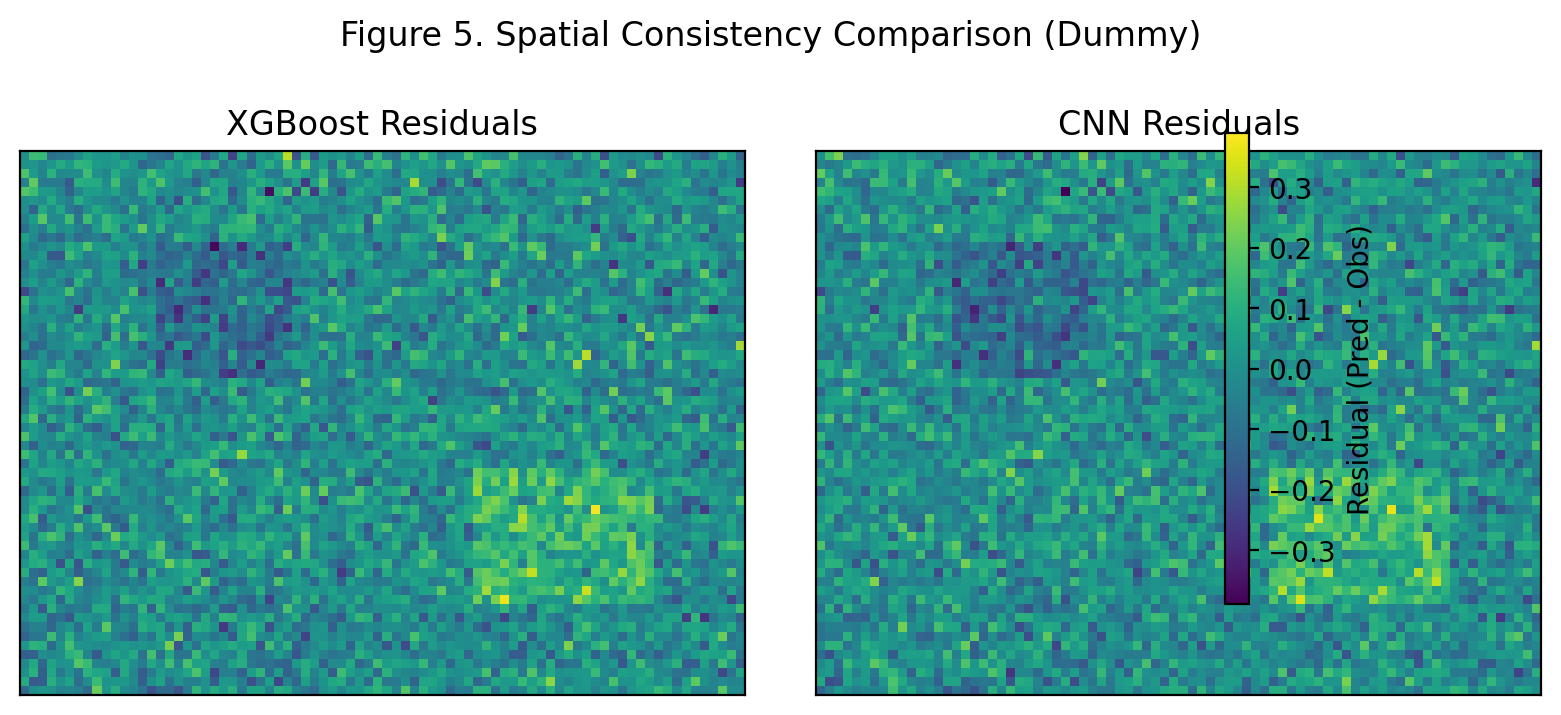 Figure 5. Spatial Consistency Comparison (Dummy)
XGBoost Residuals
CNN Residuals
0.3
0.2
0.1
0.0
−0.1
−0.2
−0.3
Residual (Pred - Obs)